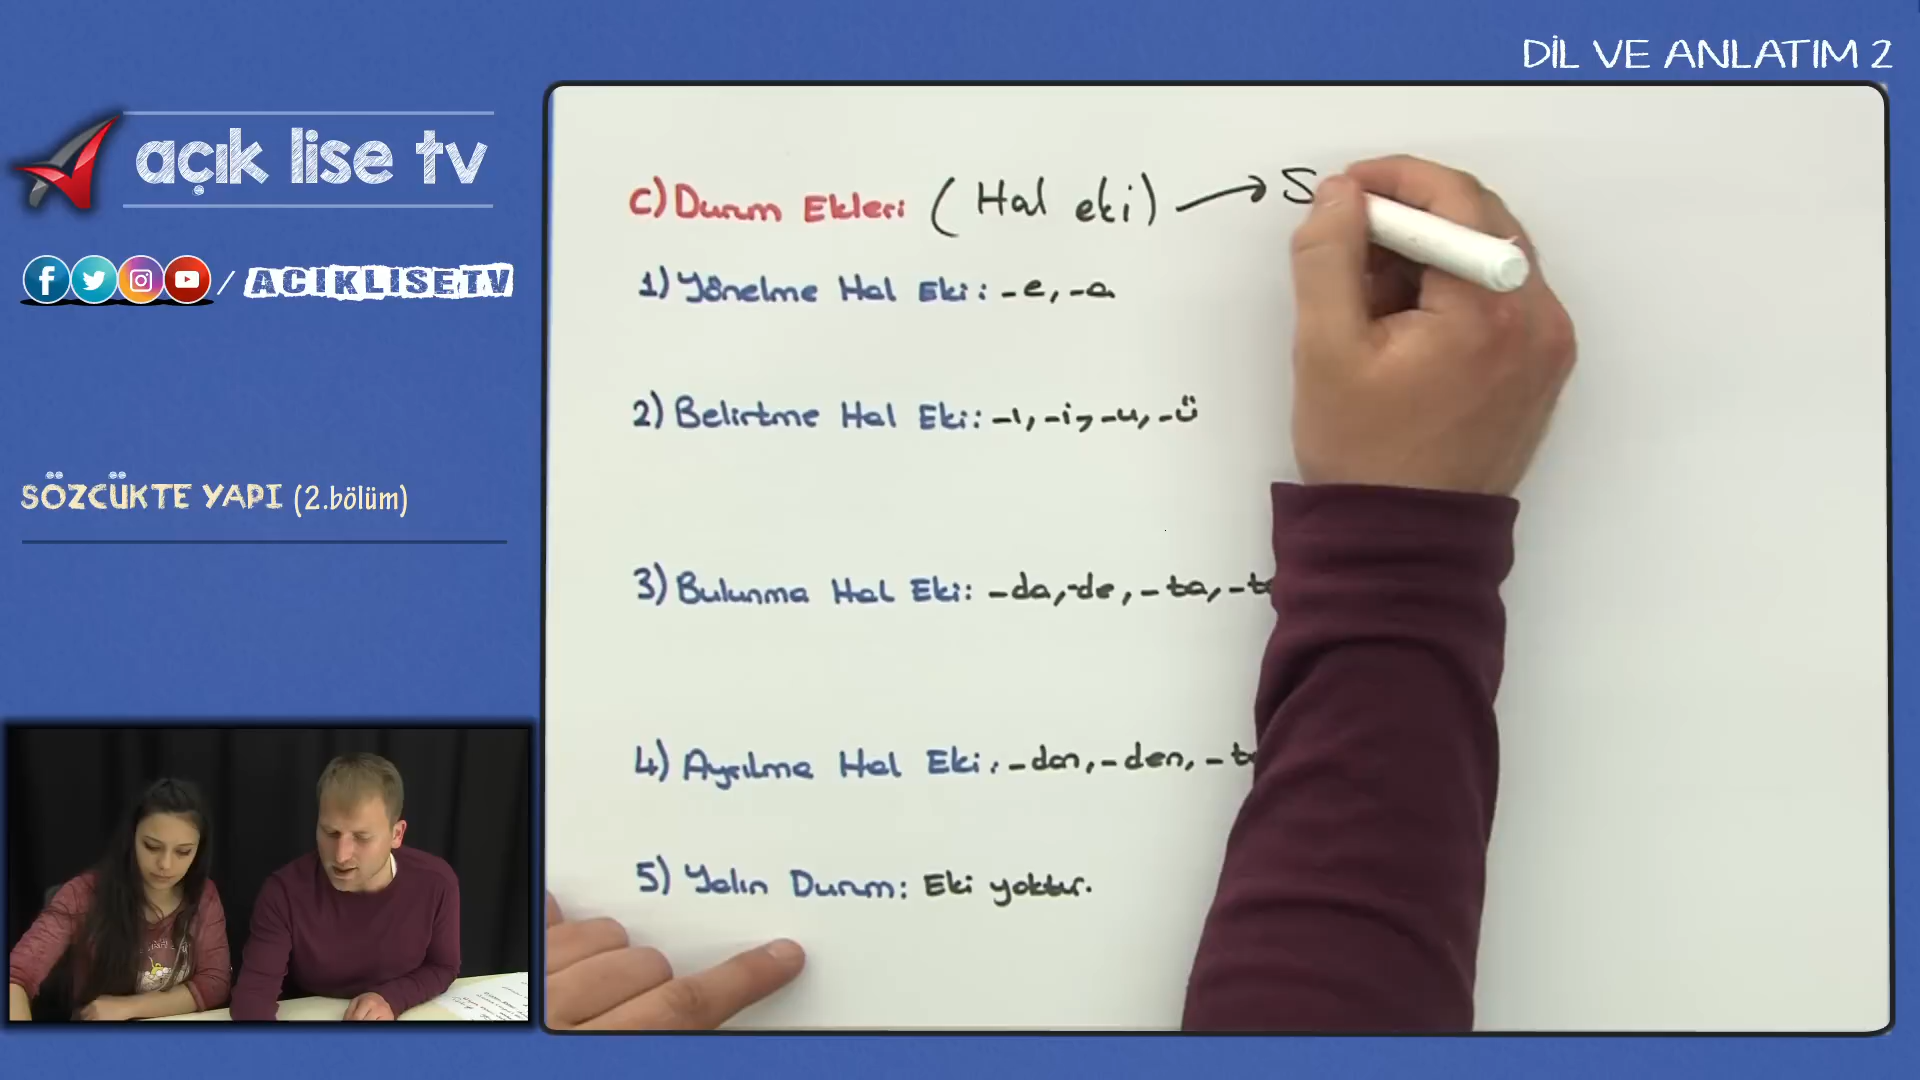 DİL VE ANLATIM 2
açık lise tv
/ ACIKLISETV
SÖZCÜKTE YAPI (2.bölüm)
C) Durum Ekleri (Hal eki) → S
1) Yönelme Hal Eki: -e, -a
2) Belirtme Hal Eki: -ı, -i, -u, -ü
3) Bulunma Hal Eki: -da, -de, -ta, -t
4) Ayrılma Hal Eki: -dan, -den, -t
5) Yalın Durum: Eki yoktur.